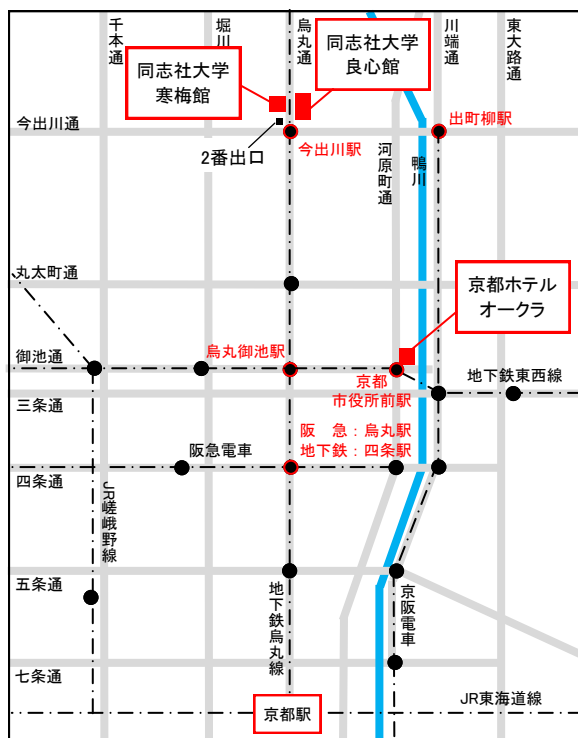 千本通
堀川
烏丸通
川端通
東大路通
同志社大学
寒梅館
同志社大学
良心館
今出川通
2番出口
今出川駅
出町柳駅
河原町通
鴨川
丸太町通
京都ホテル
オークラ
御池通
烏丸御池駅
京都
市役所前駅
地下鉄東西線
三条通
阪 急：烏丸駅
地下鉄：四条駅
阪急電車
四条通
JR嵯峨野線
五条通
地下鉄烏丸線
京阪電車
七条通
京都駅
JR東海道線